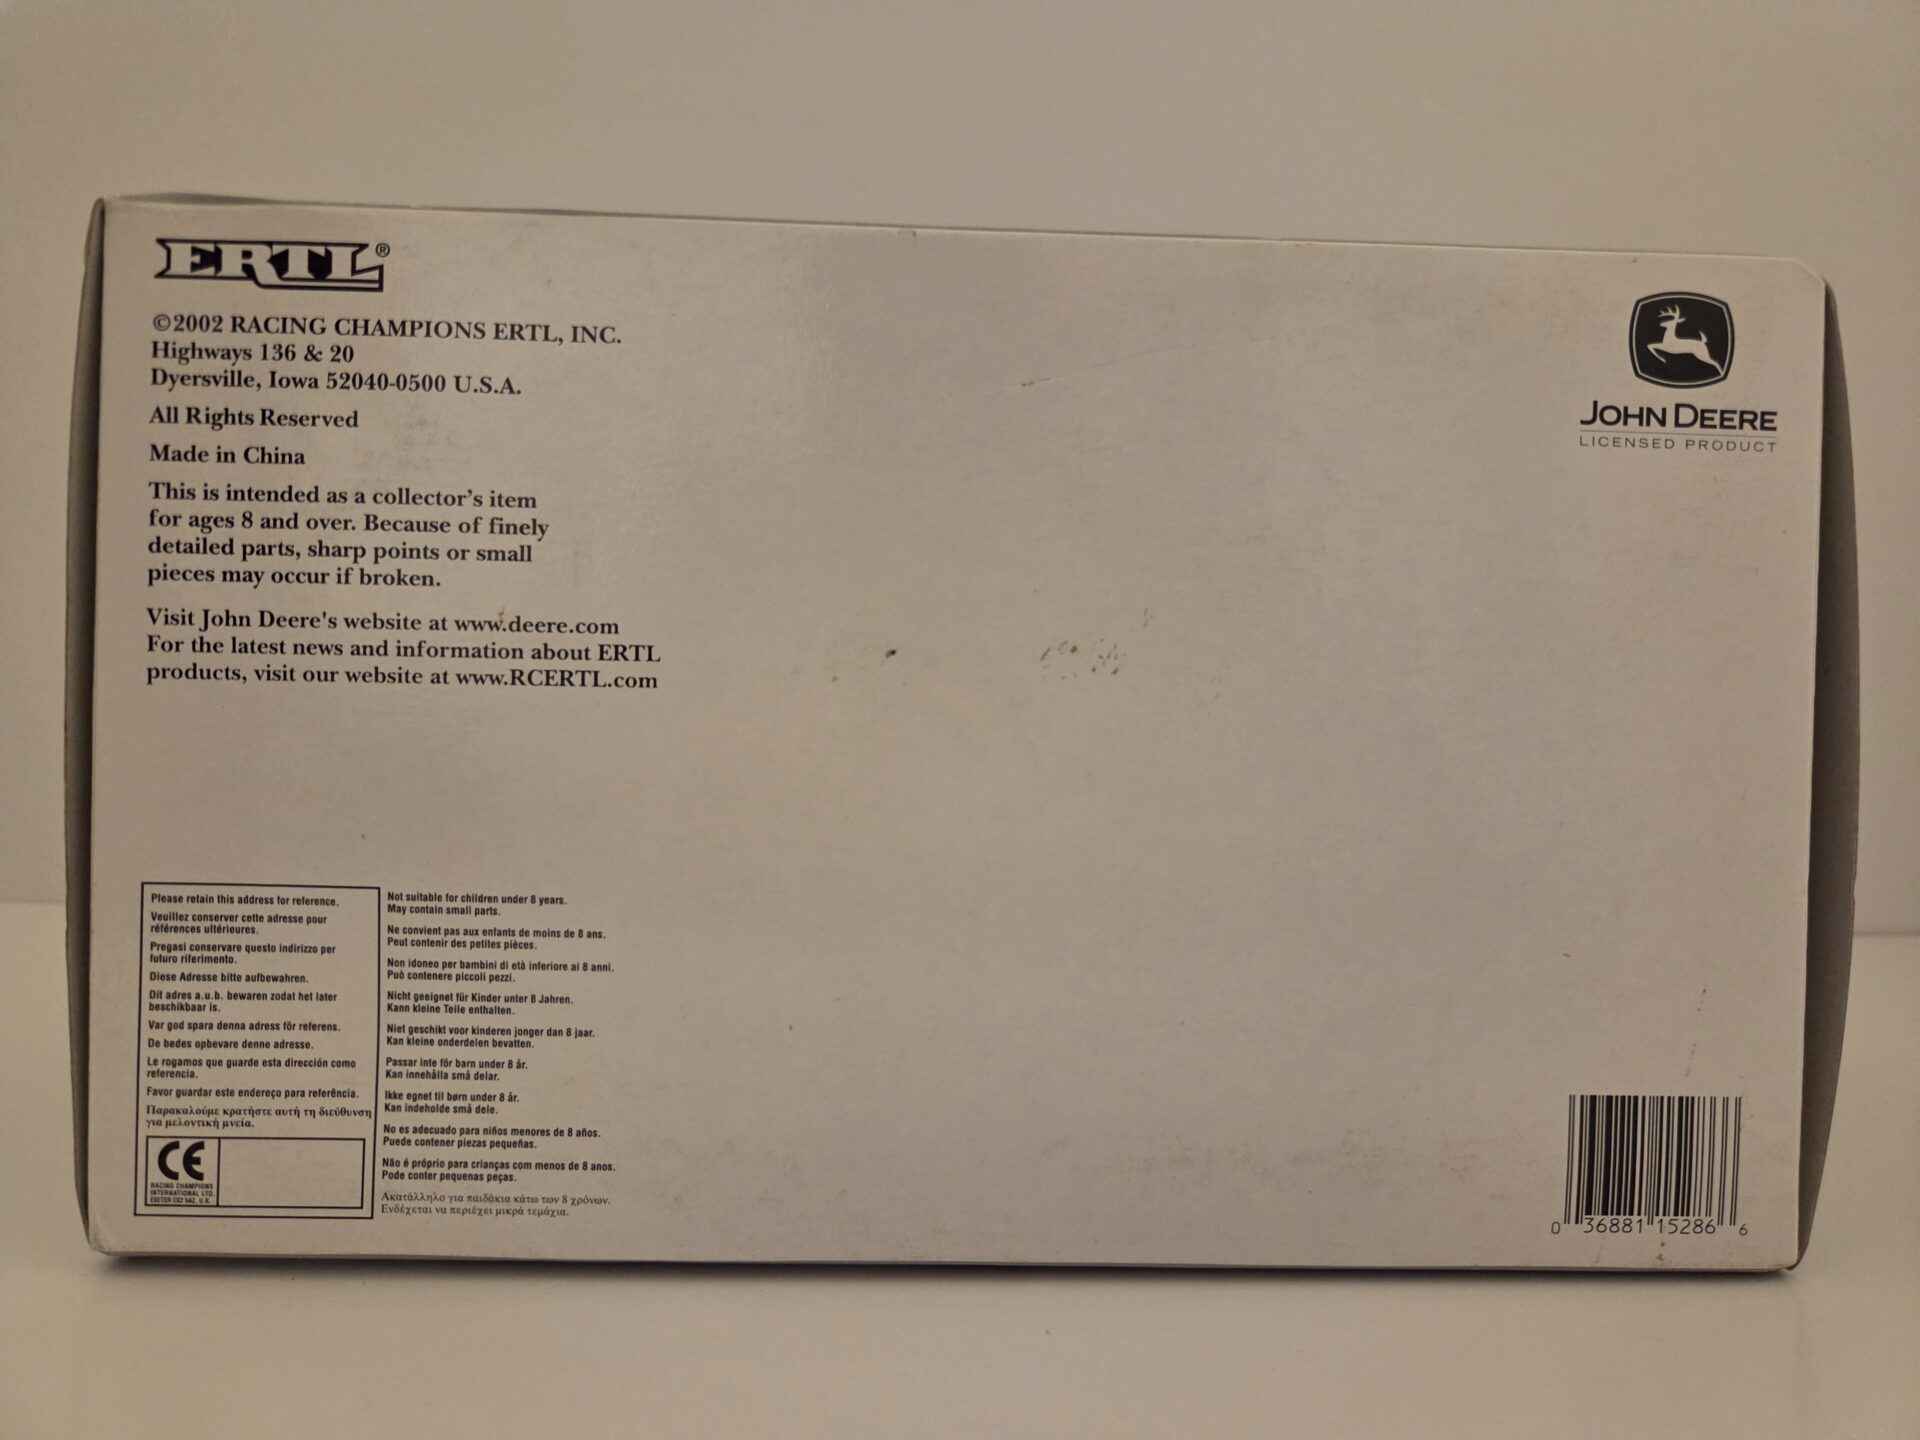 ERTL®
©2002 RACING CHAMPIONS ERTL, INC.
Highways 136 & 20
Dyersville, Iowa 52040-0500 U.S.A.
All Rights Reserved
Made in China
This is intended as a collector's item
for ages 8 and over. Because of finely
detailed parts, sharp points or small
pieces may occur if broken.
Visit John Deere's website at www.deere.com
For the latest news and information about ERTL
products, visit our website at www.RCERTL.com
JOHN DEERE
LICENSED PRODUCT
Please retain this address for reference.
Veuillez conserver cette adresse pour
références ultérieures.
Pregasi conservare questo indirizzo per
futuro riferimento.
Diese Adresse bitte aufbewahren.
Dit adres a.u.b. bewaren zodat het later
beschikbaar is.
Var god spara denna adress för referens.
De bedes opbevare denne adresse.
Le rogamos que guarde esta dirección como
referencia.
Favor guardar este endereço para referência.
Παρακαλούμε κρατήστε αυτή τη διεύθυνση
για μελοντική μνεία.
CE
RACING CHAMPIONS
INTERNATIONAL LTD.
EXETER EX2 5AZ, U.K.
Not suitable for children under 8 years.
May contain small parts.
Ne convient pas aux enfants de moins de 8 ans.
Peut contenir des petites pièces.
Non idoneo per bambini di età inferiore ai 8 anni.
Può contenere piccoli pezzi.
Nicht geeignet für Kinder unter 8 Jahren.
Kann kleine Teile enthalten.
Niet geschikt voor kinderen jonger dan 8 jaar.
Kan kleine onderdelen bevatten.
Passar inte för barn under 8 år.
Kan innehålla små delar.
Ikke egnet til børn under 8 år.
Kan indeholde små dele.
No es adecuado para niños menores de 8 años.
Puede contener piezas pequeñas.
Não é próprio para crianças com menos de 8 anos.
Pode conter pequenas peças.
Ακατάλληλο για παιδάκια κάτω των 8 χρόνων.
Ενδέχεται να περιέχει μικρά τεμάχια.
0 36881 15286 6